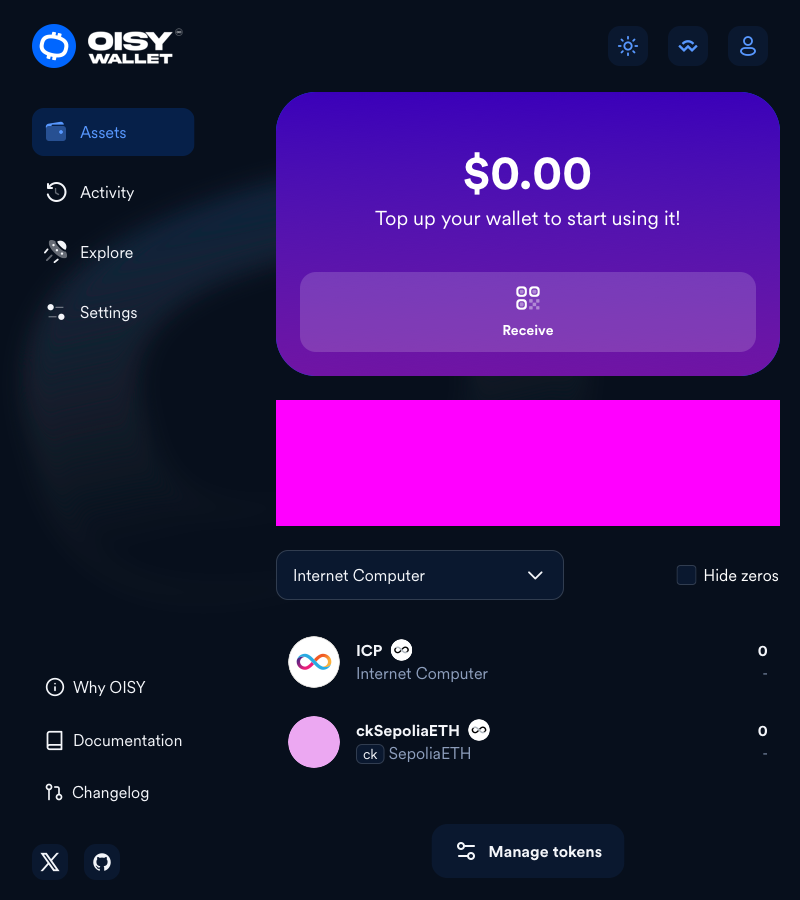 OISY
WALLET
Assets
Activity
Explore
Settings
$0.00
Top up your wallet to start using it!
Receive
Internet Computer
Hide zeros
ICP
0
Internet Computer
-
ckSepoliaETH
0
ck SepoliaETH
-
Why OISY
Documentation
Changelog
Manage tokens